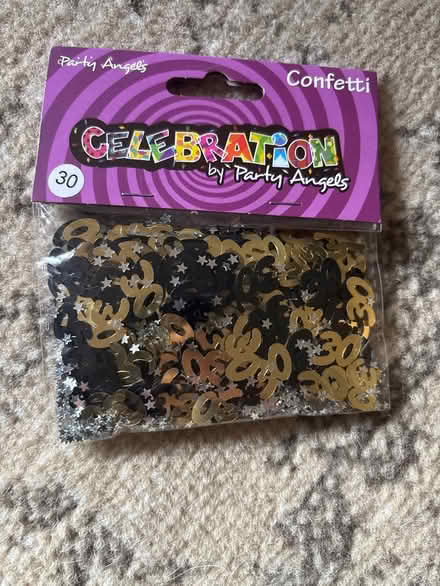 Party Angels
Confetti
CELEBRATION
by Party Angels
30